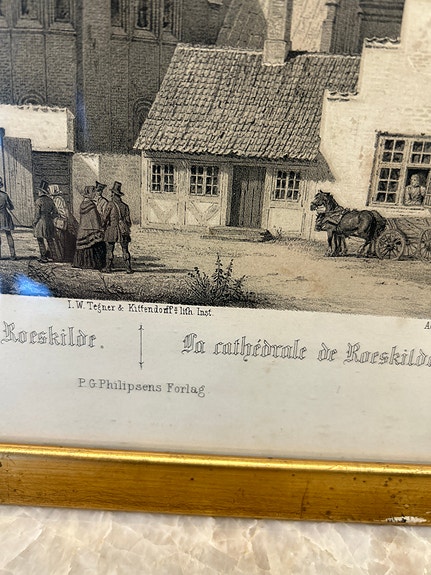 I.W. Tegner & Kittendorff's lith. Inst.
Roeskilde.
La cathédrale de Roeskilde
P.G. Philipsens Forlag